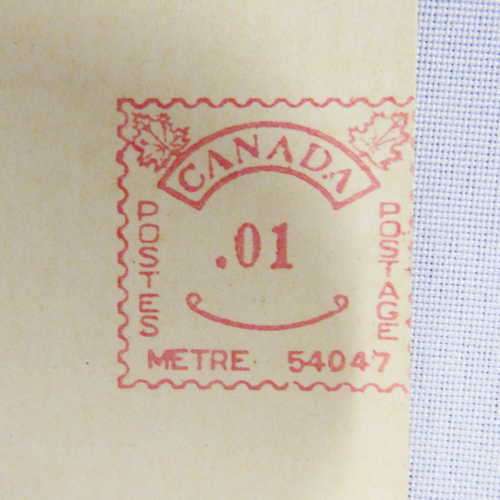 CANADA
POSTES
.01
POSTAGE
METRE 54047